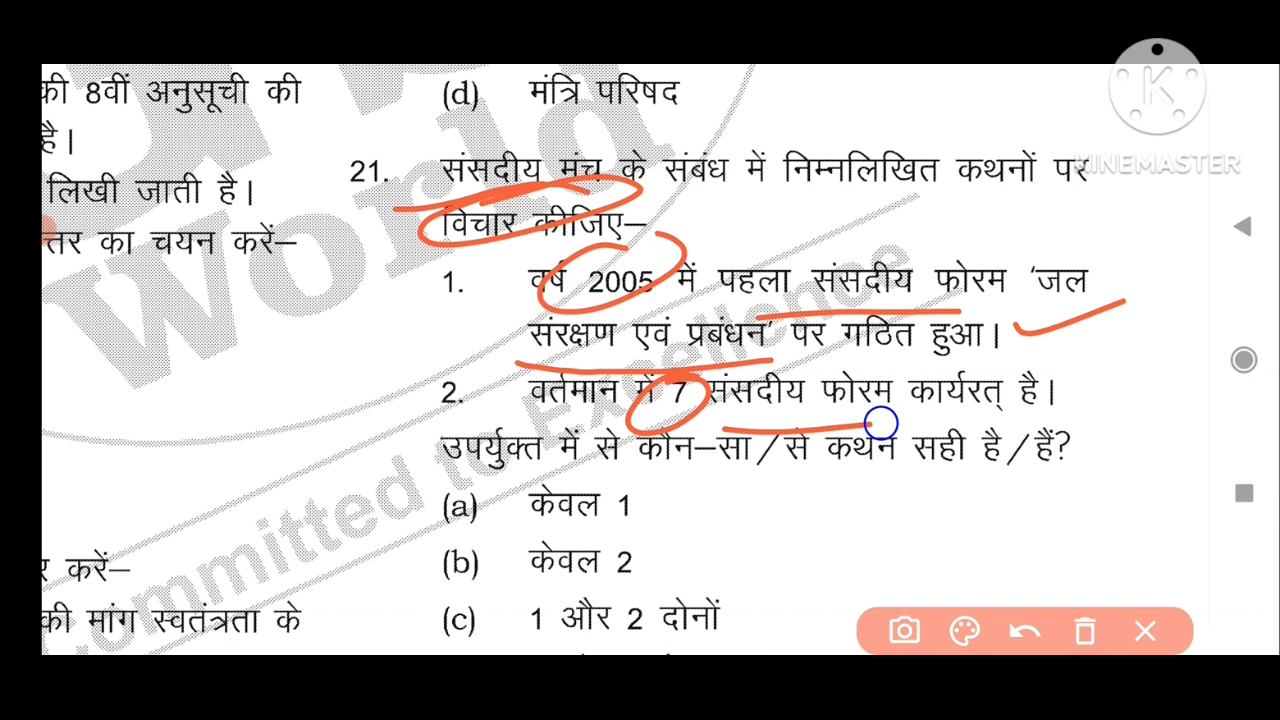 की 8वीं अनुसूची की
है।
लिखी जाती है।
त्तर का चयन करें–
र करें–
की मांग स्वतंत्रता के
(d) मंत्रि परिषद
21. संसदीय मंच के संबंध में निम्नलिखित कथनों पर
विचार कीजिए–
1. वर्ष 2005 में पहला संसदीय फोरम ‘जल
संरक्षण एवं प्रबंधन’ पर गठित हुआ।
2. वर्तमान में 7 संसदीय फोरम कार्यरत् है।
उपर्युक्त में से कौन–सा/से कथन सही है/हैं?
(a) केवल 1
(b) केवल 2
(c) 1 और 2 दोनों
World
Committed to Excellence
KINEMASTER